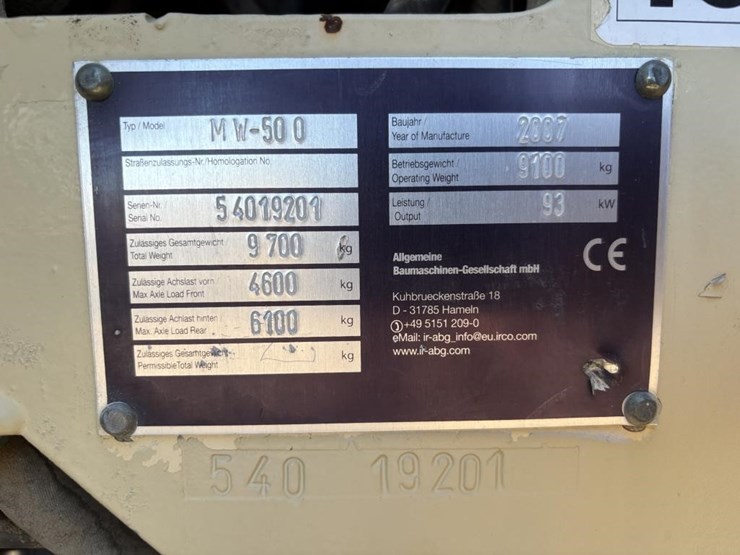 Typ / Model MW-500
Straßenzulassungs-Nr./Homologation No.
Serien-Nr./
Serial No. 54019201
Zulässiges Gesamtgewicht
Total Weight 9700 kg
Zulässige Achslast vorn
Max. Axle Load Front 4600 kg
Zulässige Achslast hinten
Max. Axle Load Rear 6100 kg
Zulässiges Gesamtgewicht
Permissible Total Weight kg
Baujahr /
Year of Manufacture 2007
Betriebsgewicht /
Operating Weight 9100 kg
Leistung /
Output 93 kW
Allgemeine
Baumaschinen-Gesellschaft mbH
CE
Kuhbrueckenstraße 18
D - 31785 Hameln
+49 5151 209-0
eMail: ir-abg_info@eu.irco.com
www.ir-abg.com
540 19201